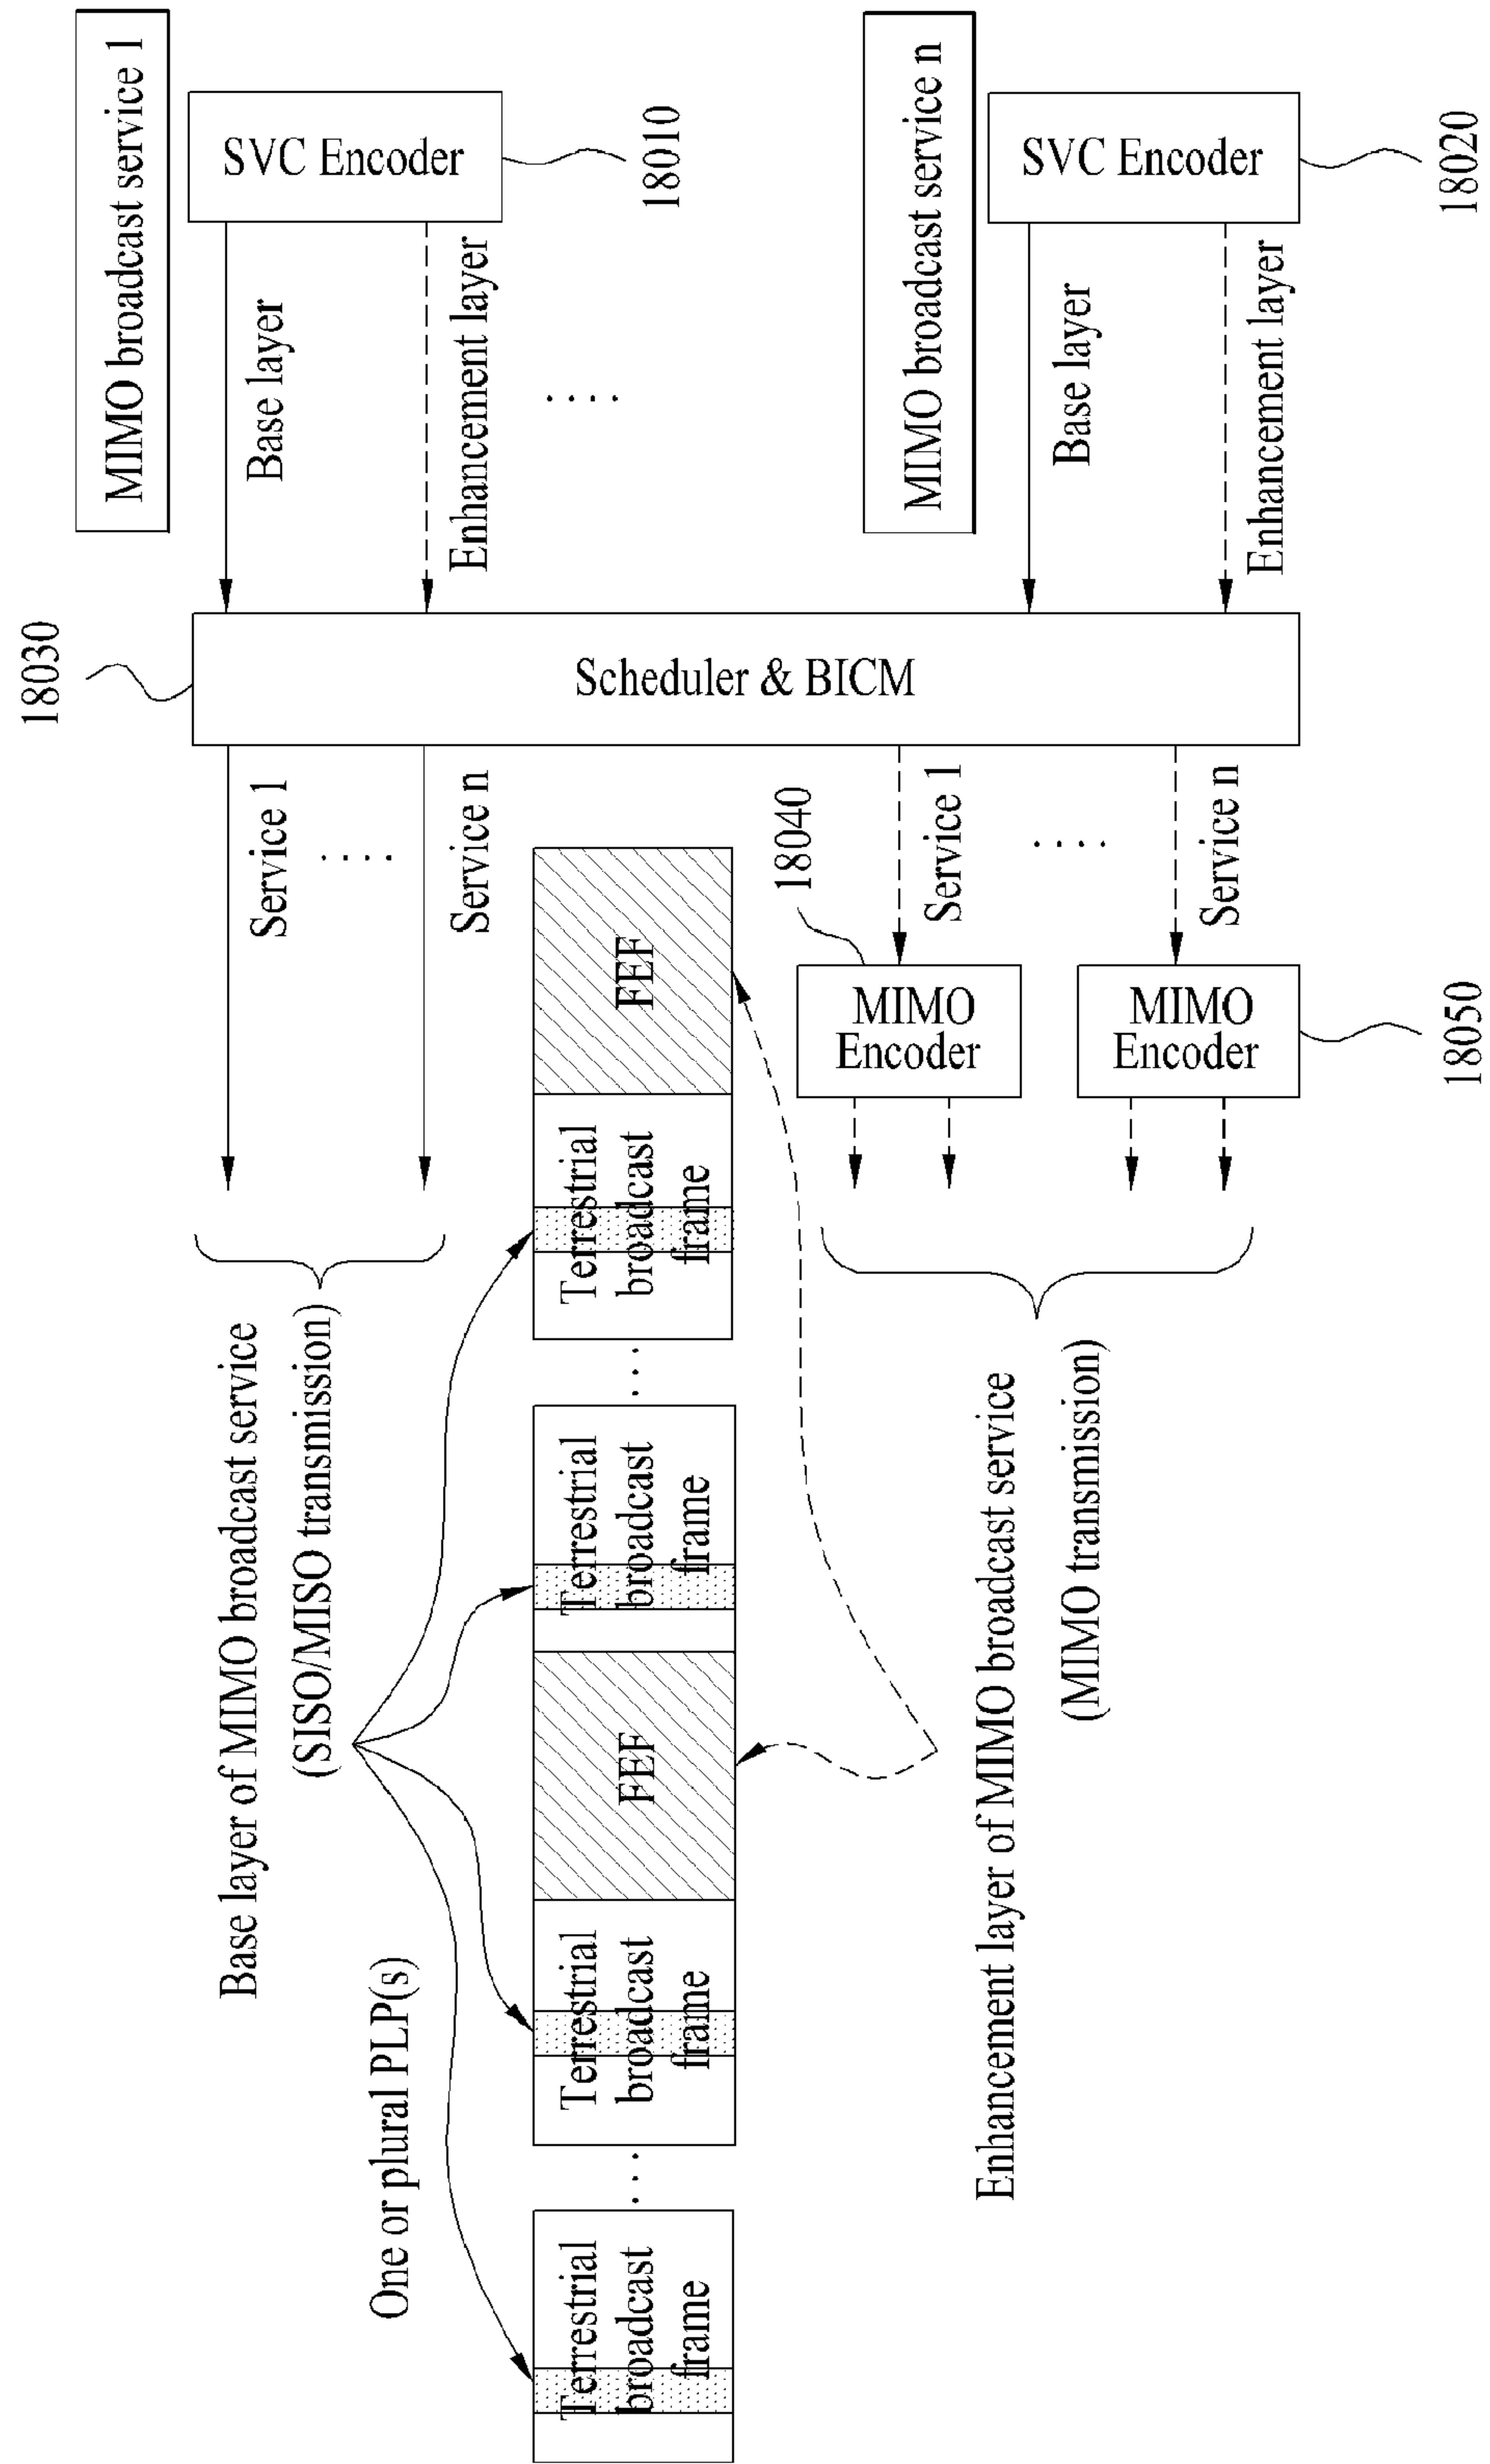 MIMO broadcast service 1
SVC Encoder
18010
Base layer
Enhancement layer
. . . .
MIMO broadcast service n
SVC Encoder
18020
Base layer
Enhancement layer
18030
Scheduler & BICM
Service 1
. . . .
Service n
Service 1
. . . .
Service n
18040
MIMO
Encoder
MIMO
Encoder
18050
Base layer of MIMO broadcast service
(SISO/MISO transmission)
One or plural PLP(s)
Terrestrial
broadcast
frame
. . .
Terrestrial
broadcast
frame
FEF
Terrestrial
broadcast
frame
. . .
Terrestrial
broadcast
frame
FEF
Enhancement layer of MIMO broadcast service
(MIMO transmission)